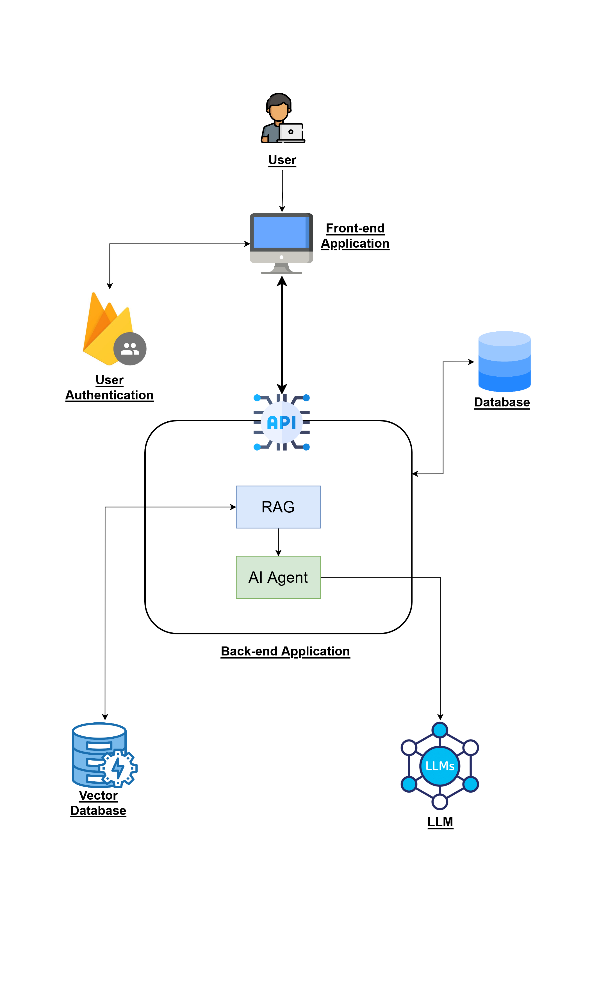 User
Front-end
Application
User
Authentication
Database
API
RAG
AI Agent
Back-end Application
Vector
Database
LLMs
LLM